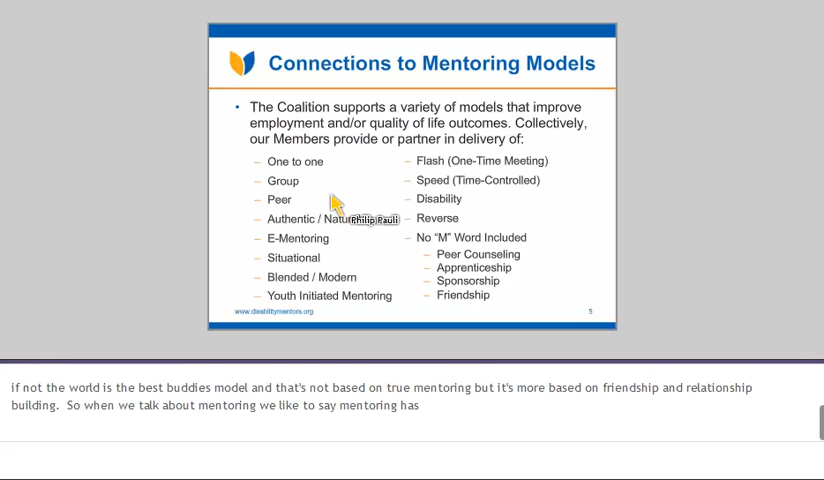 Connections to Mentoring Models
• The Coalition supports a variety of models that improve
employment and/or quality of life outcomes. Collectively,
our Members provide or partner in delivery of:
– One to one
– Group
– Peer
– Authentic /
– E-Mentoring
– Situational
– Blended / Modern
– Youth Initiated Mentoring
– Flash (One-Time Meeting)
– Speed (Time-Controlled)
– Disability
– Reverse
– No “M” Word Included
– Peer Counseling
– Apprenticeship
– Sponsorship
– Friendship
Philip Pauli
www.disabilitymentors.org
5
if not the world is the best buddies model and that's not based on true mentoring but it's more based on friendship and relationship
building.  So when we talk about mentoring we like to say mentoring has